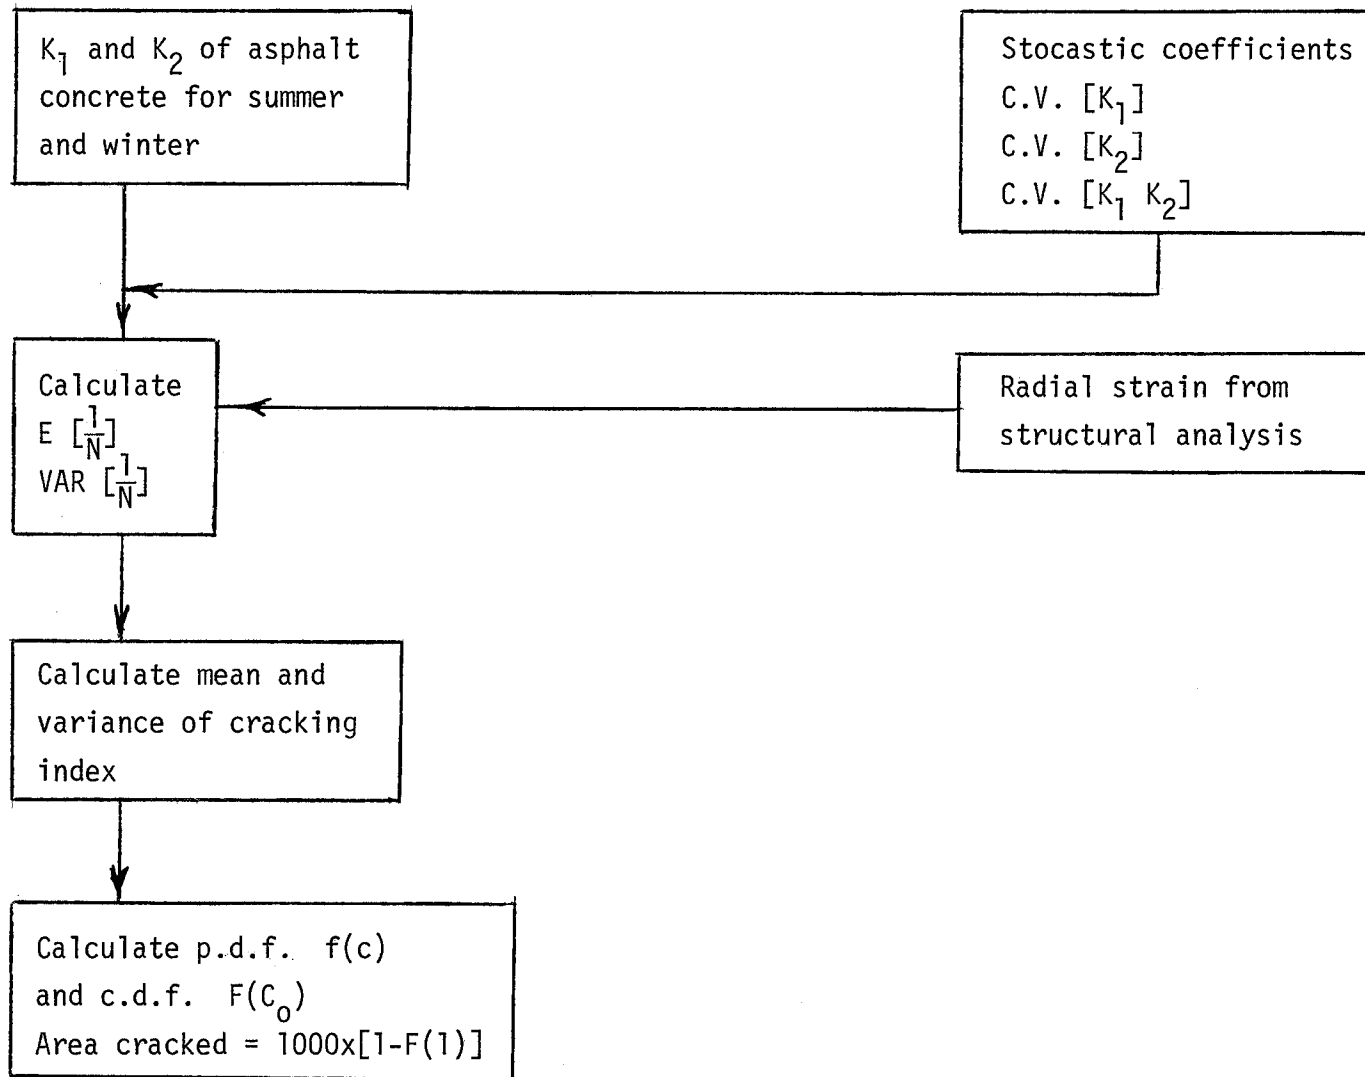 K₁ and K₂ of asphalt
concrete for summer
and winter
Stocastic coefficients
C.V. [K₁]
C.V. [K₂]
C.V. [K₁ K₂]
Calculate
E [1/N]
VAR [1/N]
Radial strain from
structural analysis
Calculate mean and
variance of cracking
index
Calculate p.d.f. f(c)
and c.d.f. F(Cₒ)
Area cracked = 1000x[1-F(1)]